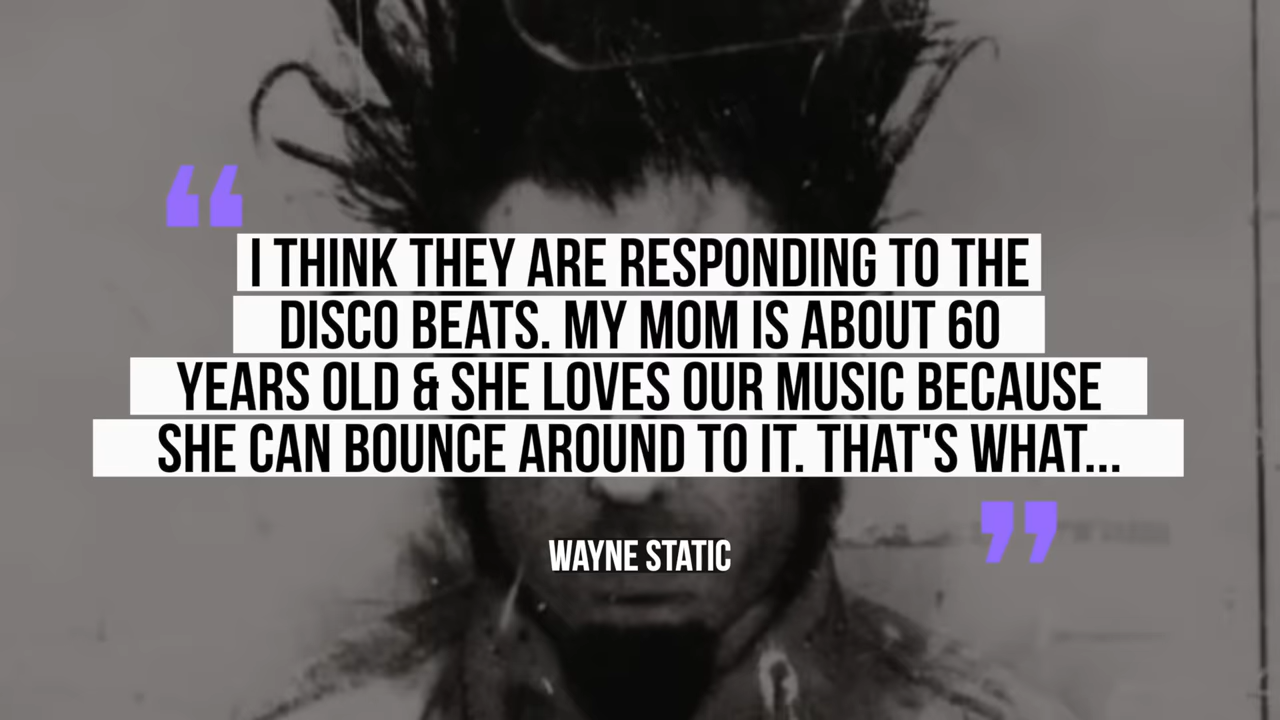 “
I THINK THEY ARE RESPONDING TO THE
DISCO BEATS. MY MOM IS ABOUT 60
YEARS OLD & SHE LOVES OUR MUSIC BECAUSE
SHE CAN BOUNCE AROUND TO IT. THAT'S WHAT...
”
WAYNE STATIC